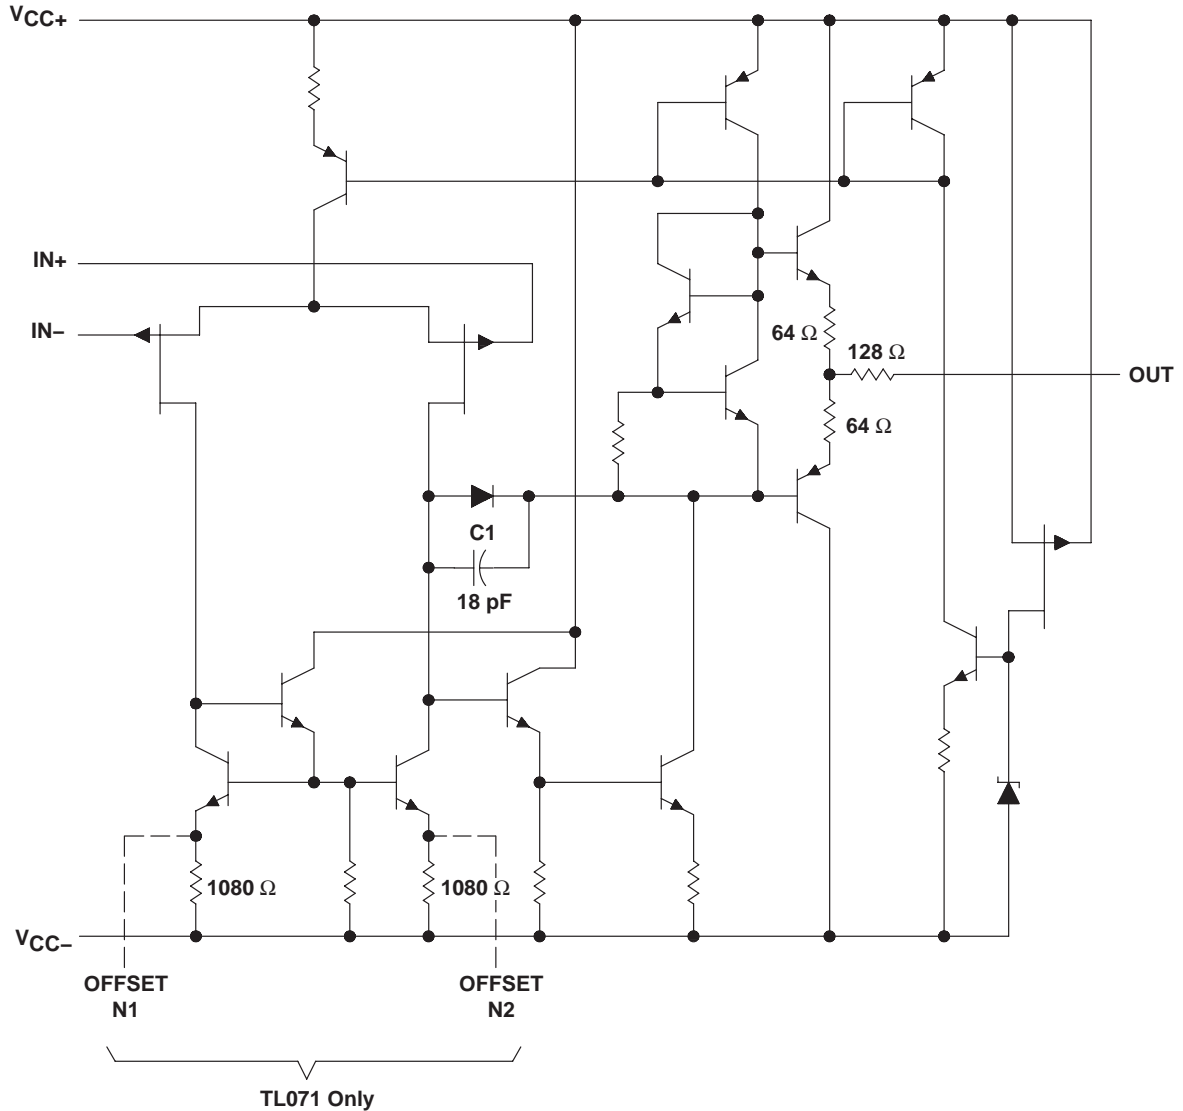 VCC+
IN+
IN−
64 Ω
128 Ω
OUT
64 Ω
C1
18 pF
1080 Ω
1080 Ω
VCC−
OFFSET
N1
OFFSET
N2
TL071 Only